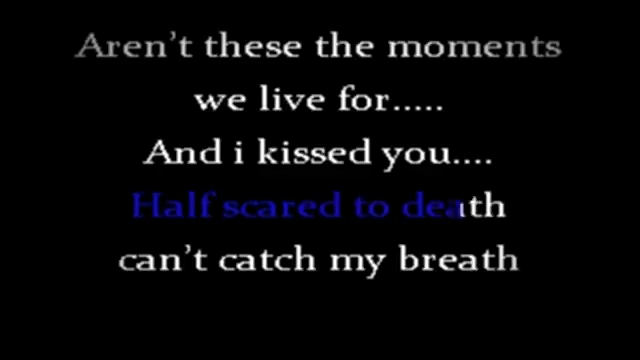 Aren't these the moments
we live for.....
And i kissed you....
Half scared to death
can't catch my breath